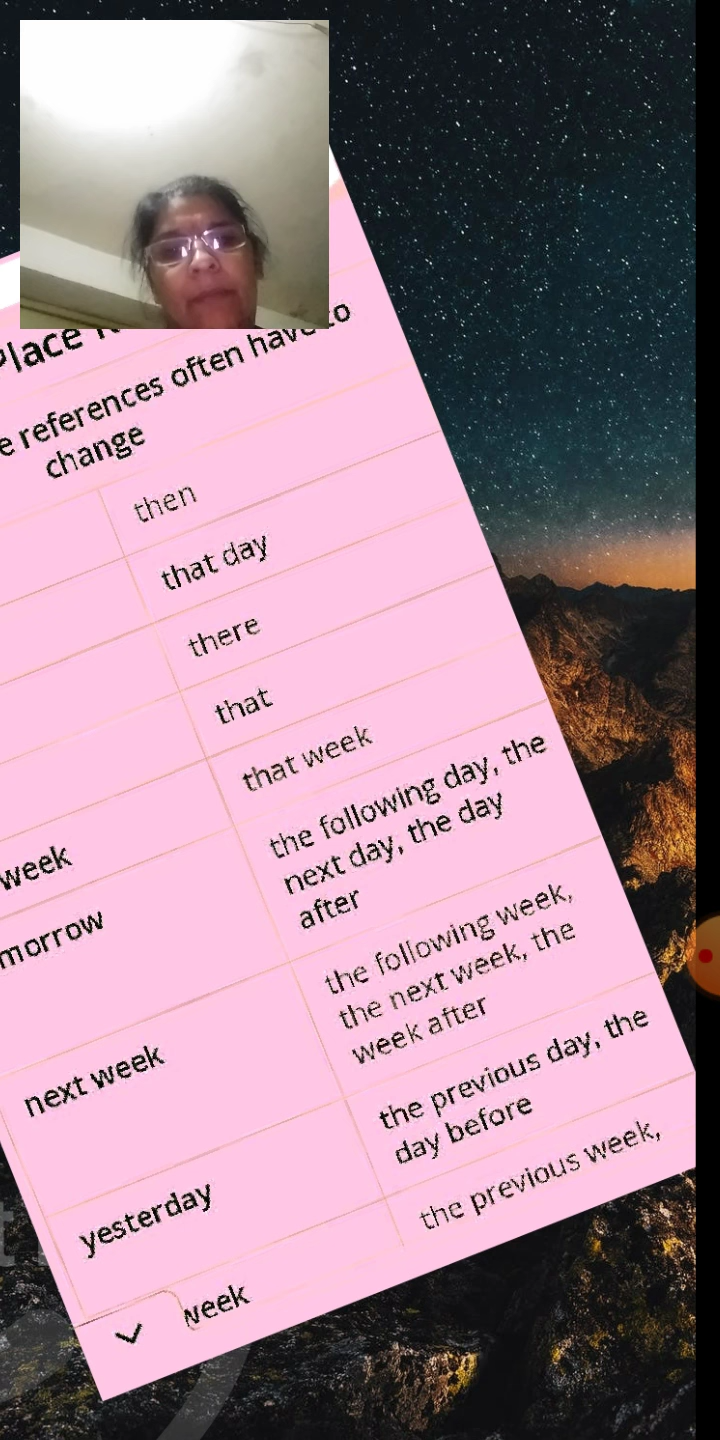 Place
e references often have to
change
then
that day
there
that
week
that week
morrow
the following day, the
next day, the day
after
next week
the following week,
the next week, the
week after
yesterday
the previous day, the
day before
week
the previous week,